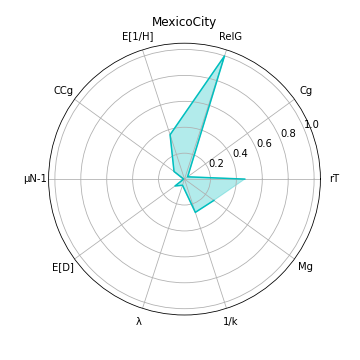 MexicoCity
E[1/H]
RelG
CCg
Cg
1.0
0.8
0.6
0.4
0.2
μN-1
rT
E[D]
Mg
λ
1/k